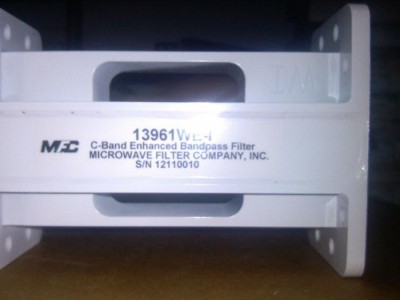 13961WE-I
MFC C-Band Enhanced Bandpass Filter
MICROWAVE FILTER COMPANY, INC.
S/N 12110010